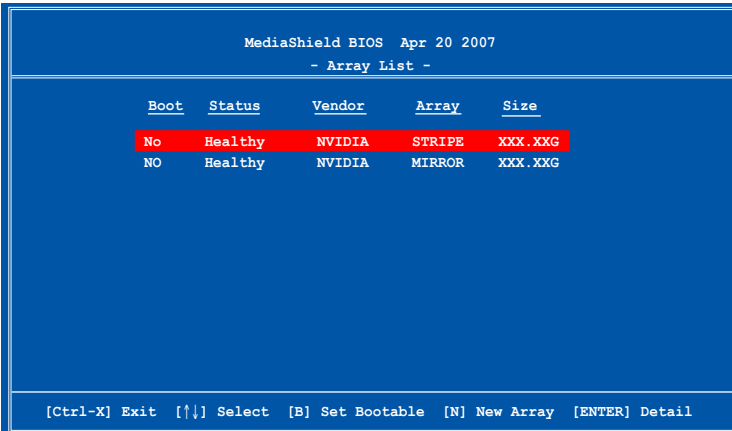 MediaShield BIOS Apr 20 2007
- Array List -
Boot Status Vendor Array Size
No Healthy NVIDIA STRIPE XXX.XXG
NO Healthy NVIDIA MIRROR XXX.XXG
[Ctrl-X] Exit [↑↓] Select [B] Set Bootable [N] New Array [ENTER] Detail